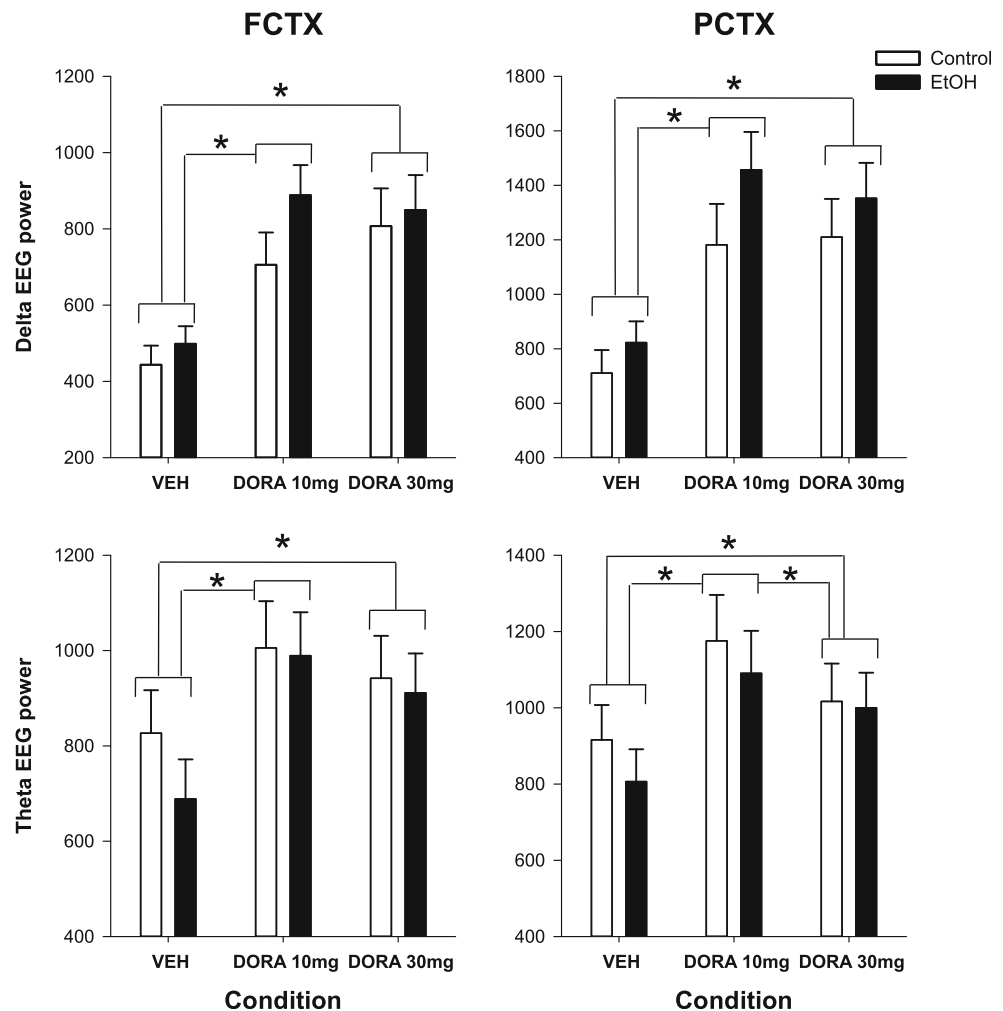 FCTX
PCTX
Control
EtOH
Delta EEG power
1200
1000
800
600
400
200
*
*
VEH
DORA 10mg
DORA 30mg
1800
1600
1400
1200
1000
800
600
400
*
*
VEH
DORA 10mg
DORA 30mg
Theta EEG power
1200
1000
800
600
400
*
*
VEH
DORA 10mg
DORA 30mg
Condition
1400
1200
1000
800
600
400
*
*
*
VEH
DORA 10mg
DORA 30mg
Condition